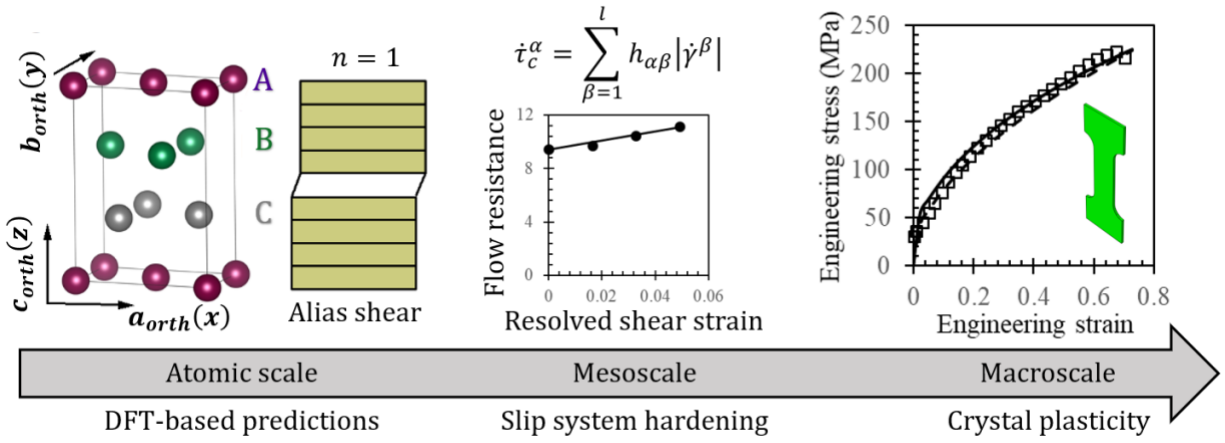 b_orth(y)
c_orth(z)
a_orth(x)
A
B
C
n = 1
Alias shear
τ̇_c^α = ∑_{β=1}^{l} h_{αβ}|γ̇^β|
Flow resistance
12
8
4
0
0 0.02 0.04 0.06
Resolved shear strain
Engineering stress (MPa)
250
200
150
100
50
0
0 0.2 0.4 0.6 0.8
Engineering strain
Atomic scale
Mesoscale
Macroscale
DFT-based predictions
Slip system hardening
Crystal plasticity